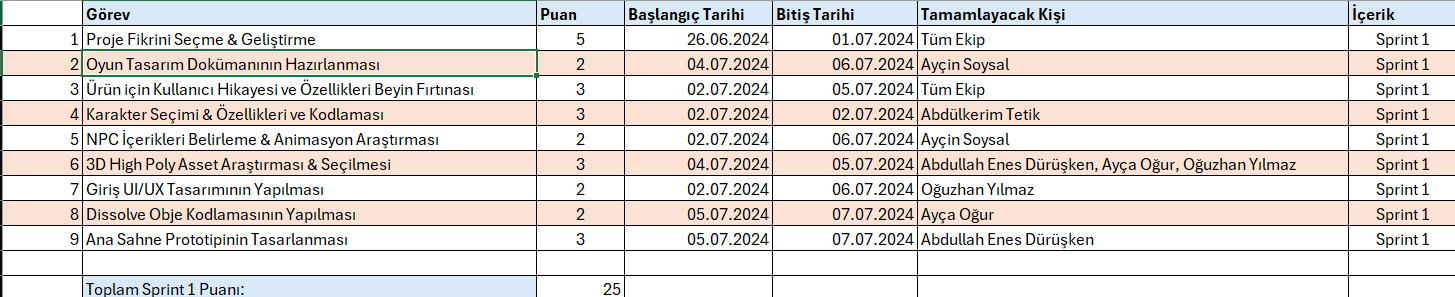 Görev Puan Başlangıç Tarihi Bitiş Tarihi Tamamlayacak Kişi İçerik
1 Proje Fikrini Seçme & Geliştirme 5 26.06.2024 01.07.2024 Tüm Ekip Sprint 1
2 Oyun Tasarım Dokümanının Hazırlanması 2 04.07.2024 06.07.2024 Ayçin Soysal Sprint 1
3 Ürün için Kullanıcı Hikayesi ve Özellikleri Beyin Fırtınası 3 02.07.2024 05.07.2024 Tüm Ekip Sprint 1
4 Karakter Seçimi & Özellikleri ve Kodlaması 3 02.07.2024 02.07.2024 Abdülkerim Tetik Sprint 1
5 NPC İçerikleri Belirleme & Animasyon Araştırması 2 02.07.2024 06.07.2024 Ayçin Soysal Sprint 1
6 3D High Poly Asset Araştırması & Seçilmesi 3 04.07.2024 05.07.2024 Abdullah Enes Dürüşken, Ayça Oğur, Oğuzhan Yılmaz Sprint 1
7 Giriş UI/UX Tasarımının Yapılması 2 02.07.2024 06.07.2024 Oğuzhan Yılmaz Sprint 1
8 Dissolve Obje Kodlamasının Yapılması 2 05.07.2024 07.07.2024 Ayça Oğur Sprint 1
9 Ana Sahne Prototipinin Tasarlanması 3 05.07.2024 07.07.2024 Abdullah Enes Dürüşken Sprint 1
Toplam Sprint 1 Puanı: 25